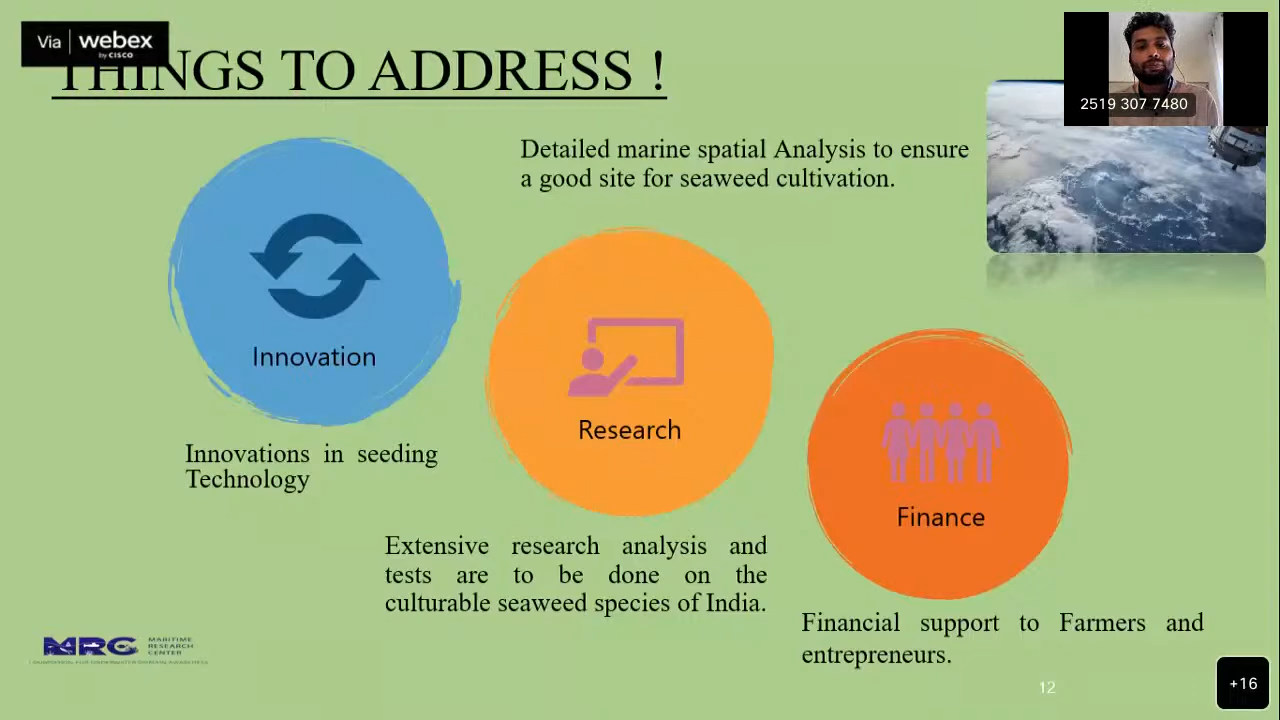 Via webex
by CISCO
THINGS TO ADDRESS !
2519 307 7480
Detailed marine spatial Analysis to ensure
a good site for seaweed cultivation.
Innovation
Innovations in seeding
Technology
Research
Extensive research analysis and
tests are to be done on the
culturable seaweed species of India.
Finance
Financial support to Farmers and
entrepreneurs.
MRC
MARITIME
RESEARCH
CENTER
12
+16